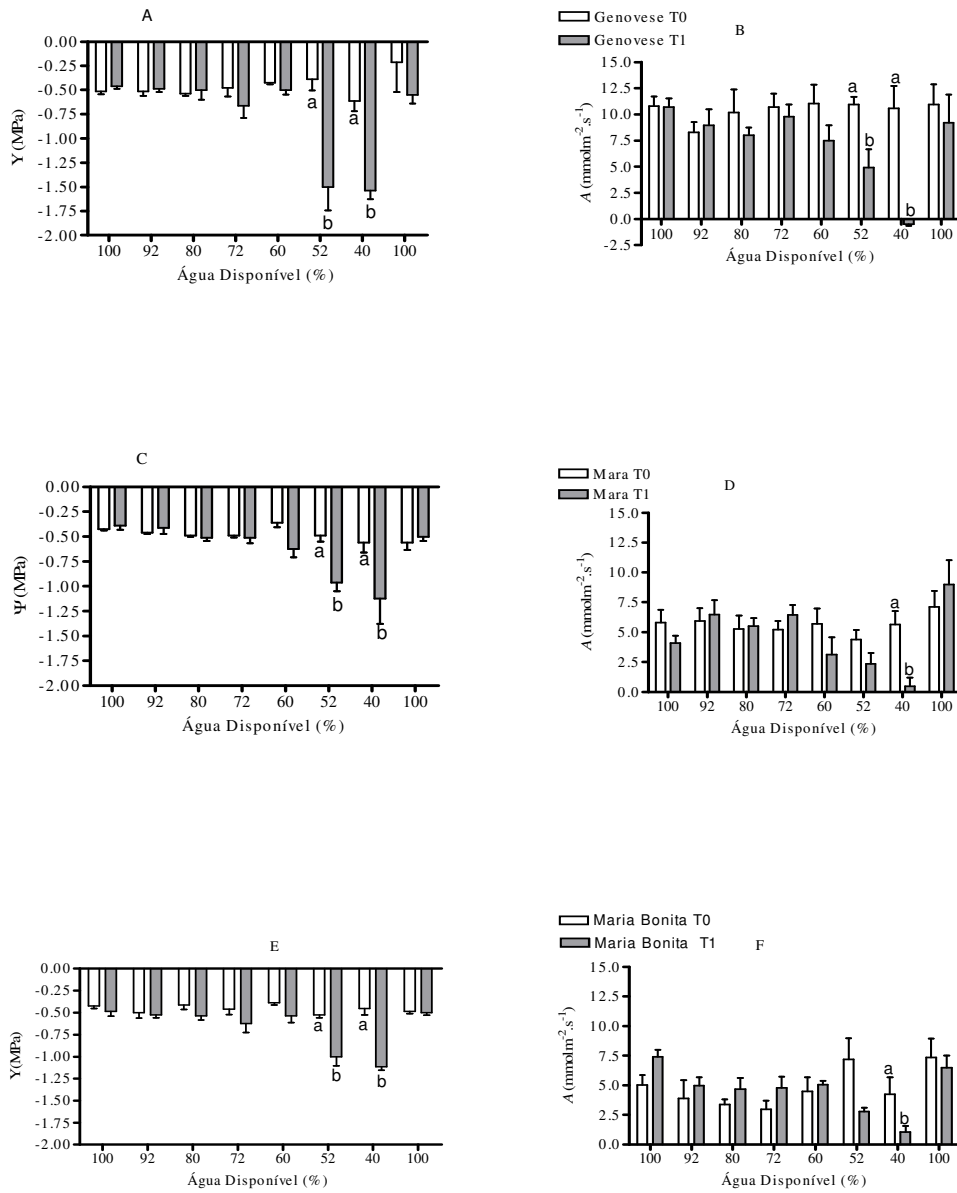 A
0.00
-0.25
-0.50
-0.75
-1.00
-1.25
-1.50
-1.75
-2.00
Υ (MPa)
a
b
a
b
100 92 80 72 60 52 40 100
Água Disponível (%)
Genovese T0
Genovese T1
B
15.0
12.5
10.0
7.5
5.0
2.5
0.0
-2.5
A (mmolm-2.s-1)
a
b
a
b
100 92 80 72 60 52 40 100
Água Disponível (%)
C
0.00
-0.25
-0.50
-0.75
-1.00
-1.25
-1.50
-1.75
-2.00
Ψ (MPa)
a
b
a
b
100 92 80 72 60 52 40 100
Água Disponível (%)
Mara T0
Mara T1
D
15.0
12.5
10.0
7.5
5.0
2.5
0.0
A (mmolm-2.s-1)
a
b
100 92 80 72 60 52 40 100
Água Disponível (%)
E
0.00
-0.25
-0.50
-0.75
-1.00
-1.25
-1.50
-1.75
-2.00
Υ(MPa)
a
b
a
b
100 92 80 72 60 52 40 100
Água Disponível (%)
Maria Bonita T0
Maria Bonita T1
F
15.0
12.5
10.0
7.5
5.0
2.5
0.0
A (mmolm-2.s-1)
a
b
100 92 80 72 60 52 40 100
Água Disponível (%)